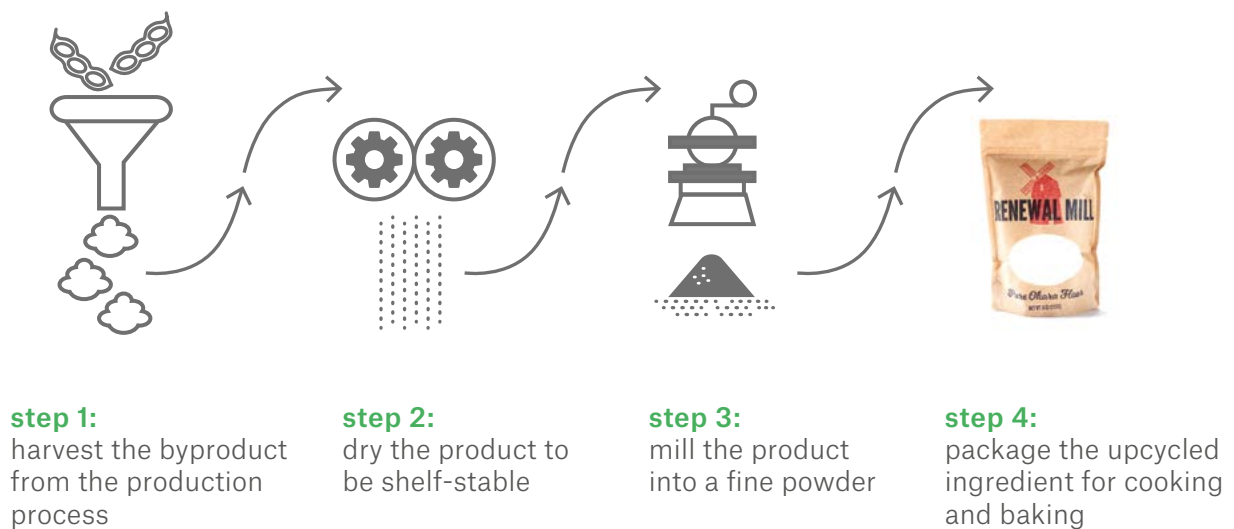 RENEWAL MILL
Pure Okara Flour
step 1:
harvest the byproduct
from the production
process
step 2:
dry the product to
be shelf-stable
step 3:
mill the product
into a fine powder
step 4:
package the upcycled
ingredient for cooking
and baking